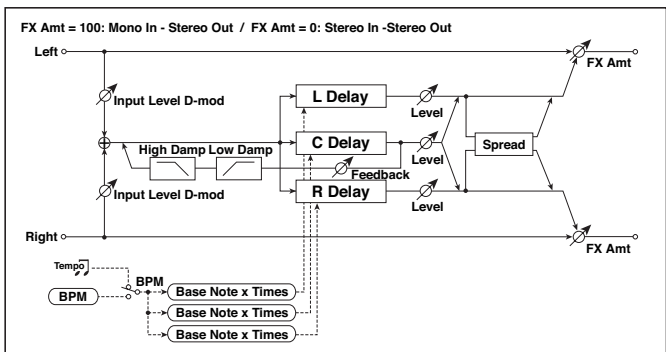 FX Amt = 100: Mono In - Stereo Out / FX Amt = 0: Stereo In -Stereo Out
Left
FX Amt
Input Level D-mod
L Delay
Level
High Damp Low Damp
C Delay
Level
Spread
Feedback
Input Level D-mod
R Delay
Level
Right
FX Amt
Tempo
BPM
BPM
Base Note x Times
Base Note x Times
Base Note x Times